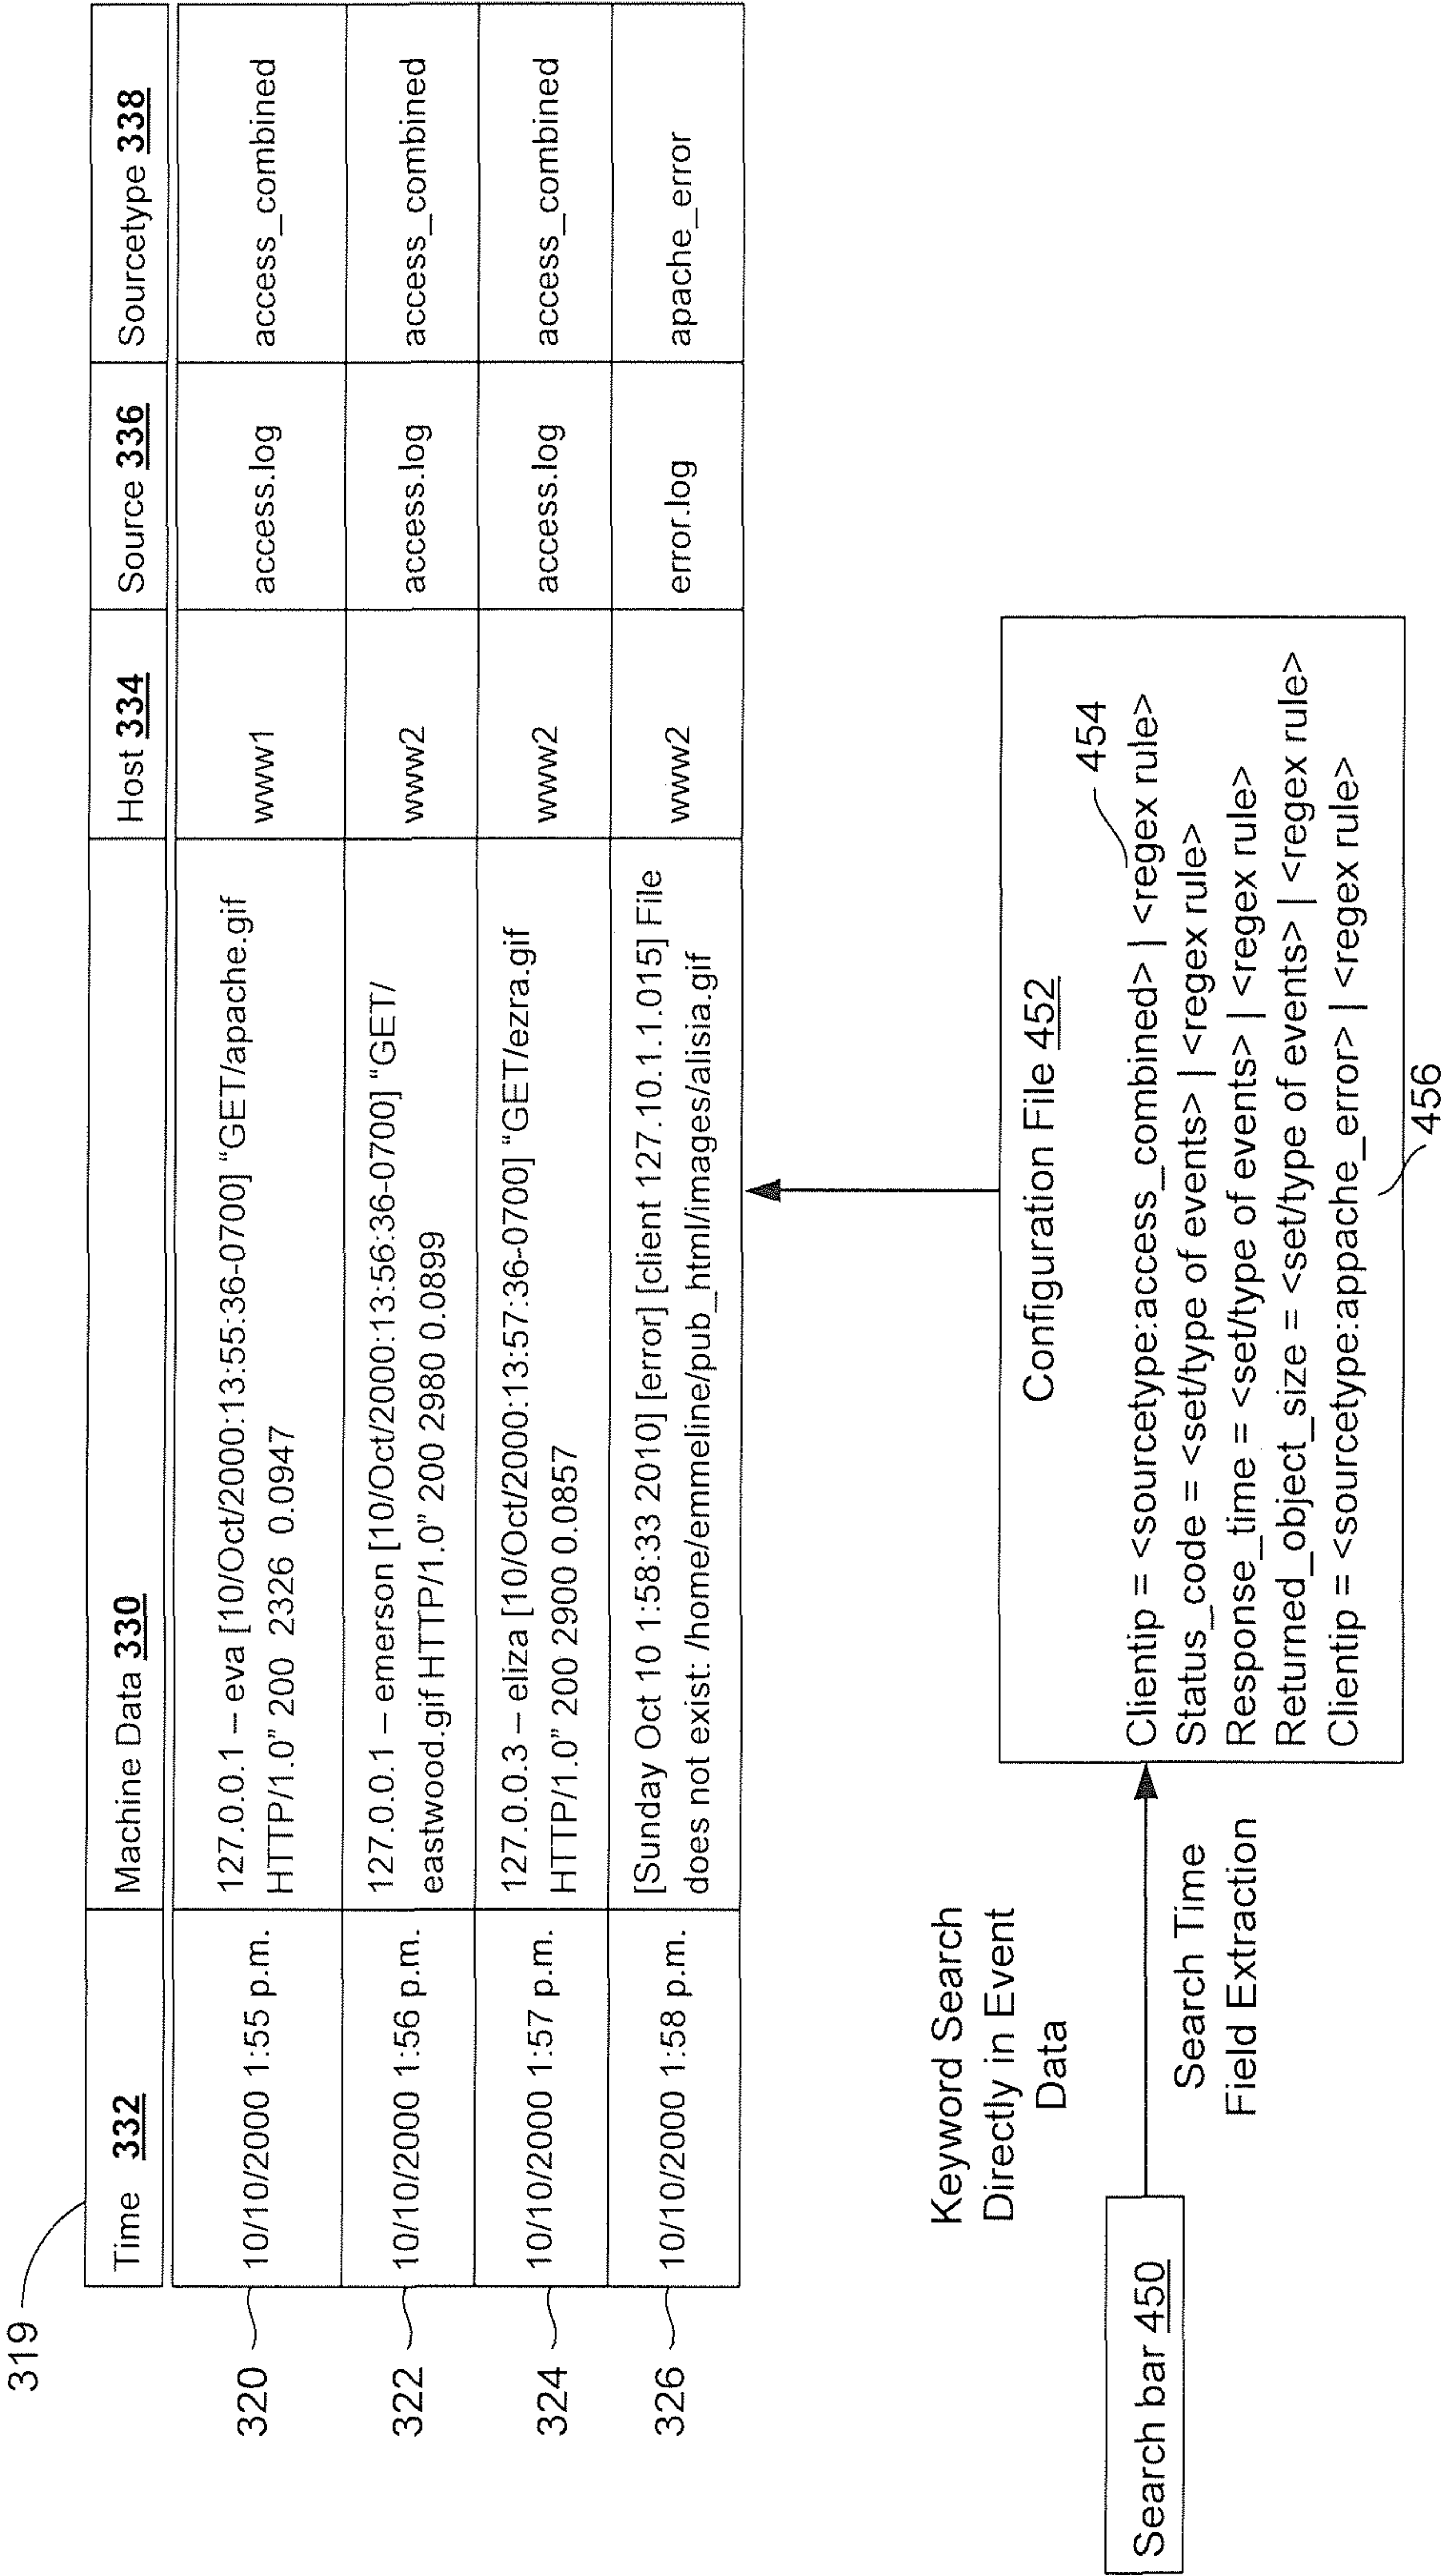 319
Time 332 Machine Data 330 Host 334 Source 336 Sourcetype 338
320
10/10/2000 1:55 p.m.
127.0.0.1 – eva [10/Oct/2000:13:55:36-0700] “GET/apache.gif
HTTP/1.0” 200 2326 0.0947
www1
access.log
access_combined
322
10/10/2000 1:56 p.m.
127.0.0.1 – emerson [10/Oct/2000:13:56:36-0700] “GET/
eastwood.gif HTTP/1.0” 200 2980 0.0899
www2
access.log
access_combined
324
10/10/2000 1:57 p.m.
127.0.0.3 – eliza [10/Oct/2000:13:57:36-0700] “GET/ezra.gif
HTTP/1.0” 200 2900 0.0857
www2
access.log
access_combined
326
10/10/2000 1:58 p.m.
[Sunday Oct 10 1:58:33 2010] [error] [client 127.10.1.1.015] File
does not exist: /home/emmeline/pub_html/images/alisia.gif
www2
error.log
apache_error
Keyword Search
Directly in Event
Data
Search bar 450
Search Time
Field Extraction
Configuration File 452
454
Clientip = <sourcetype:access_combined> | <regex rule>
Status_code = <set/type of events> | <regex rule>
Response_time = <set/type of events> | <regex rule>
Returned_object_size = <set/type of events> | <regex rule>
Clientip = <sourcetype:appache_error> | <regex rule>
456